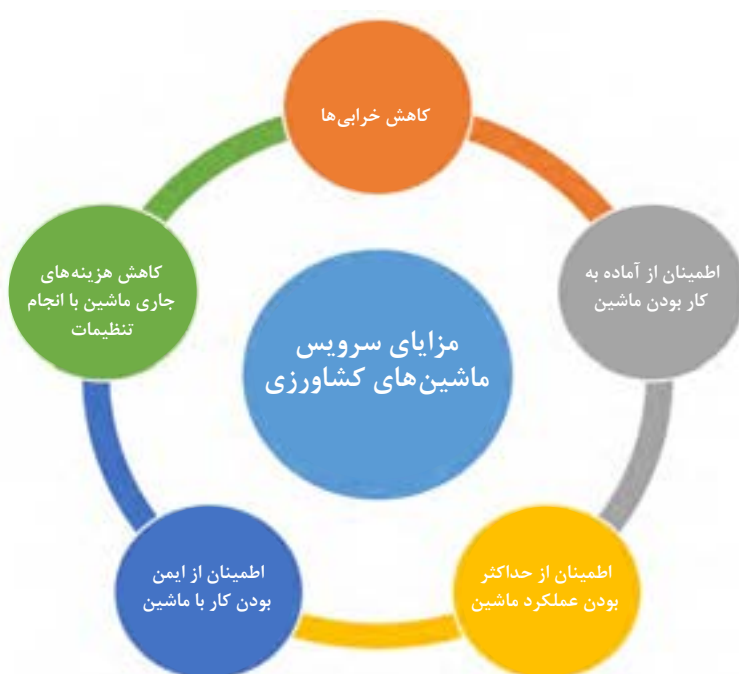 کاهش خرابی‌ها
اطمینان از آماده به
کار بودن ماشین
کاهش هزینه‌های
جاری ماشین با انجام
تنظیمات
مزایای سرویس
ماشین‌های کشاورزی
اطمینان از حداکثر
بودن عملکرد ماشین
اطمینان از ایمن
بودن کار با ماشین